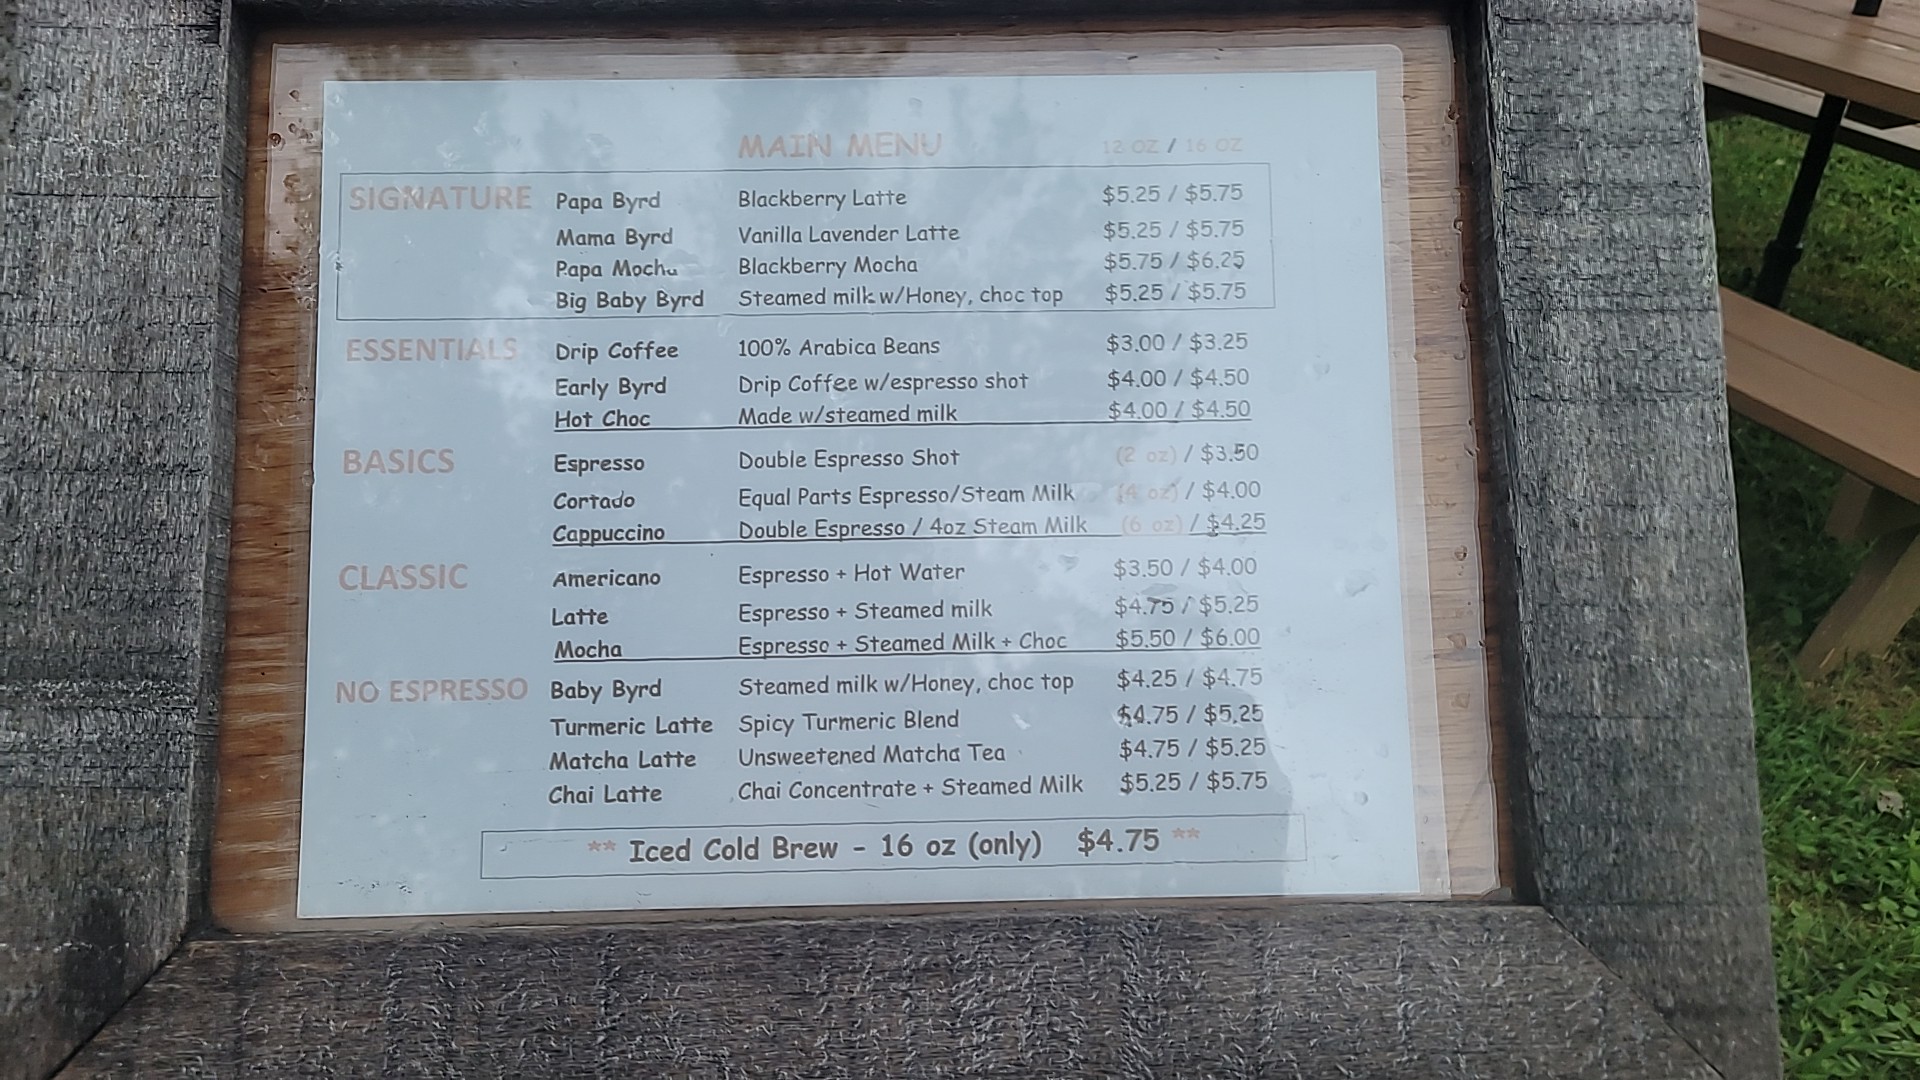 MAIN MENU 12 OZ / 16 OZ
SIGNATURE Papa Byrd Blackberry Latte $5.25 / $5.75
Mama Byrd Vanilla Lavender Latte $5.25 / $5.75
Papa Mocha Blackberry Mocha $5.75 / $6.25
Big Baby Byrd Steamed milk w/Honey, choc top $5.25 / $5.75
ESSENTIALS Drip Coffee 100% Arabica Beans $3.00 / $3.25
Early Byrd Drip Coffee w/espresso shot $4.00 / $4.50
Hot Choc Made w/steamed milk $4.00 / $4.50
BASICS Espresso Double Espresso Shot (2 oz) / $3.50
Cortado Equal Parts Espresso/Steam Milk (4 oz) / $4.00
Cappuccino Double Espresso / 4oz Steam Milk (6 oz) / $4.25
CLASSIC Americano Espresso + Hot Water $3.50 / $4.00
Latte Espresso + Steamed milk $4.75 / $5.25
Mocha Espresso + Steamed Milk + Choc $5.50 / $6.00
NO ESPRESSO Baby Byrd Steamed milk w/Honey, choc top $4.25 / $4.75
Turmeric Latte Spicy Turmeric Blend $4.75 / $5.25
Matcha Latte Unsweetened Matcha Tea $4.75 / $5.25
Chai Latte Chai Concentrate + Steamed Milk $5.25 / $5.75
** Iced Cold Brew - 16 oz (only) $4.75 **